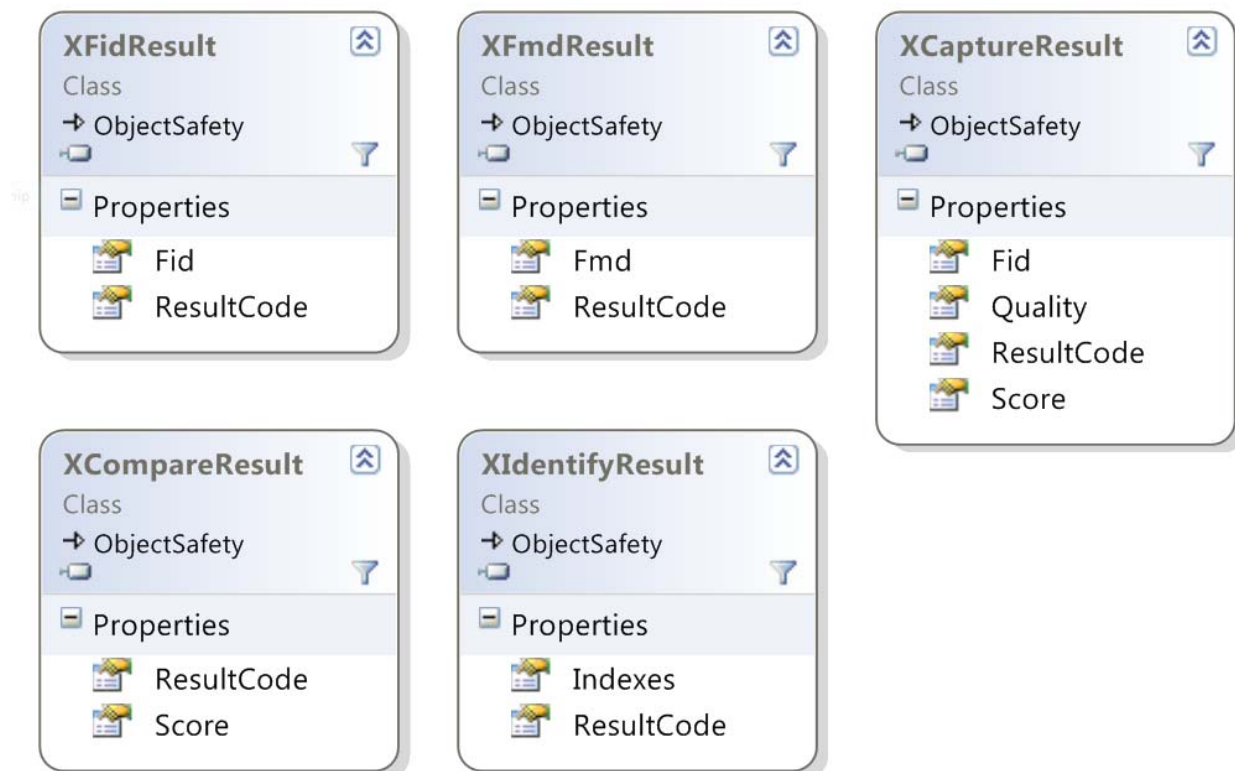 XFidResult
Class
ObjectSafety
Properties
Fid
ResultCode
XFmdResult
Class
ObjectSafety
Properties
Fmd
ResultCode
XCaptureResult
Class
ObjectSafety
Properties
Fid
Quality
ResultCode
Score
XCompareResult
Class
ObjectSafety
Properties
ResultCode
Score
XIdentifyResult
Class
ObjectSafety
Properties
Indexes
ResultCode